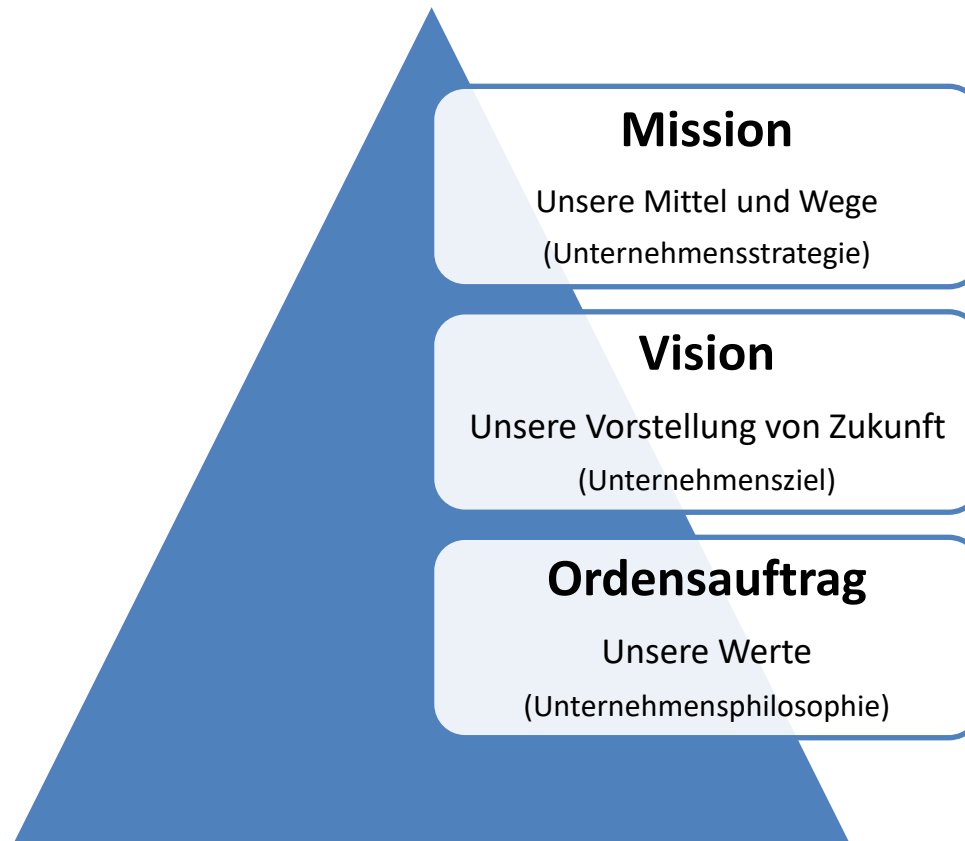 Mission
Unsere Mittel und Wege
(Unternehmensstrategie)
Vision
Unsere Vorstellung von Zukunft
(Unternehmensziel)
Ordensauftrag
Unsere Werte
(Unternehmensphilosophie)